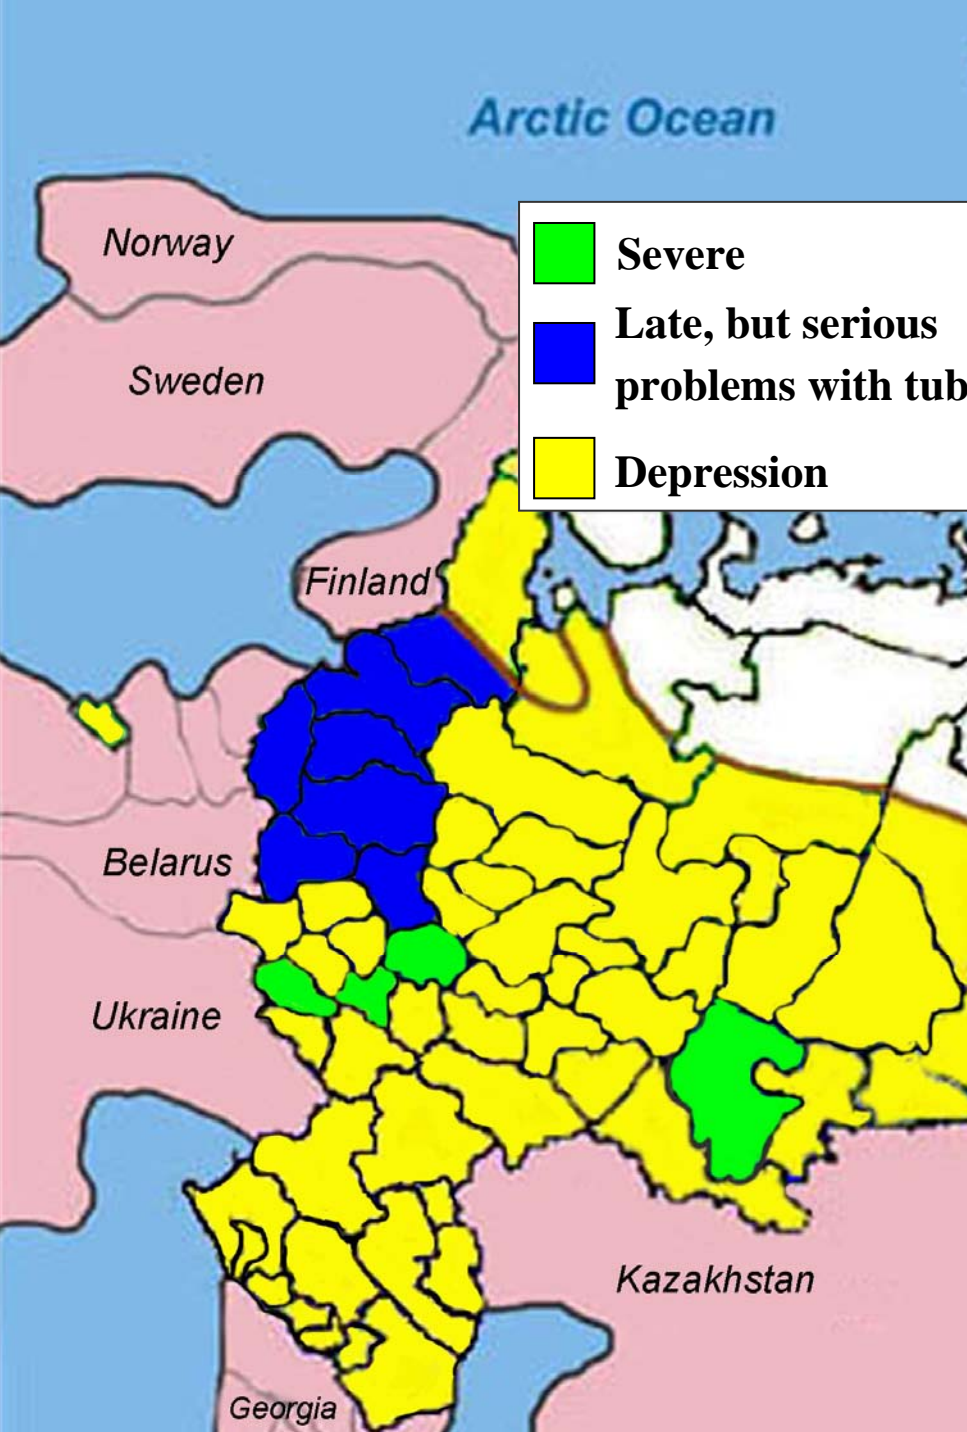 Arctic Ocean
Norway
Severe
Late, but serious
problems with tub
Sweden
Depression
Finland
Belarus
Ukraine
Kazakhstan
Georgia